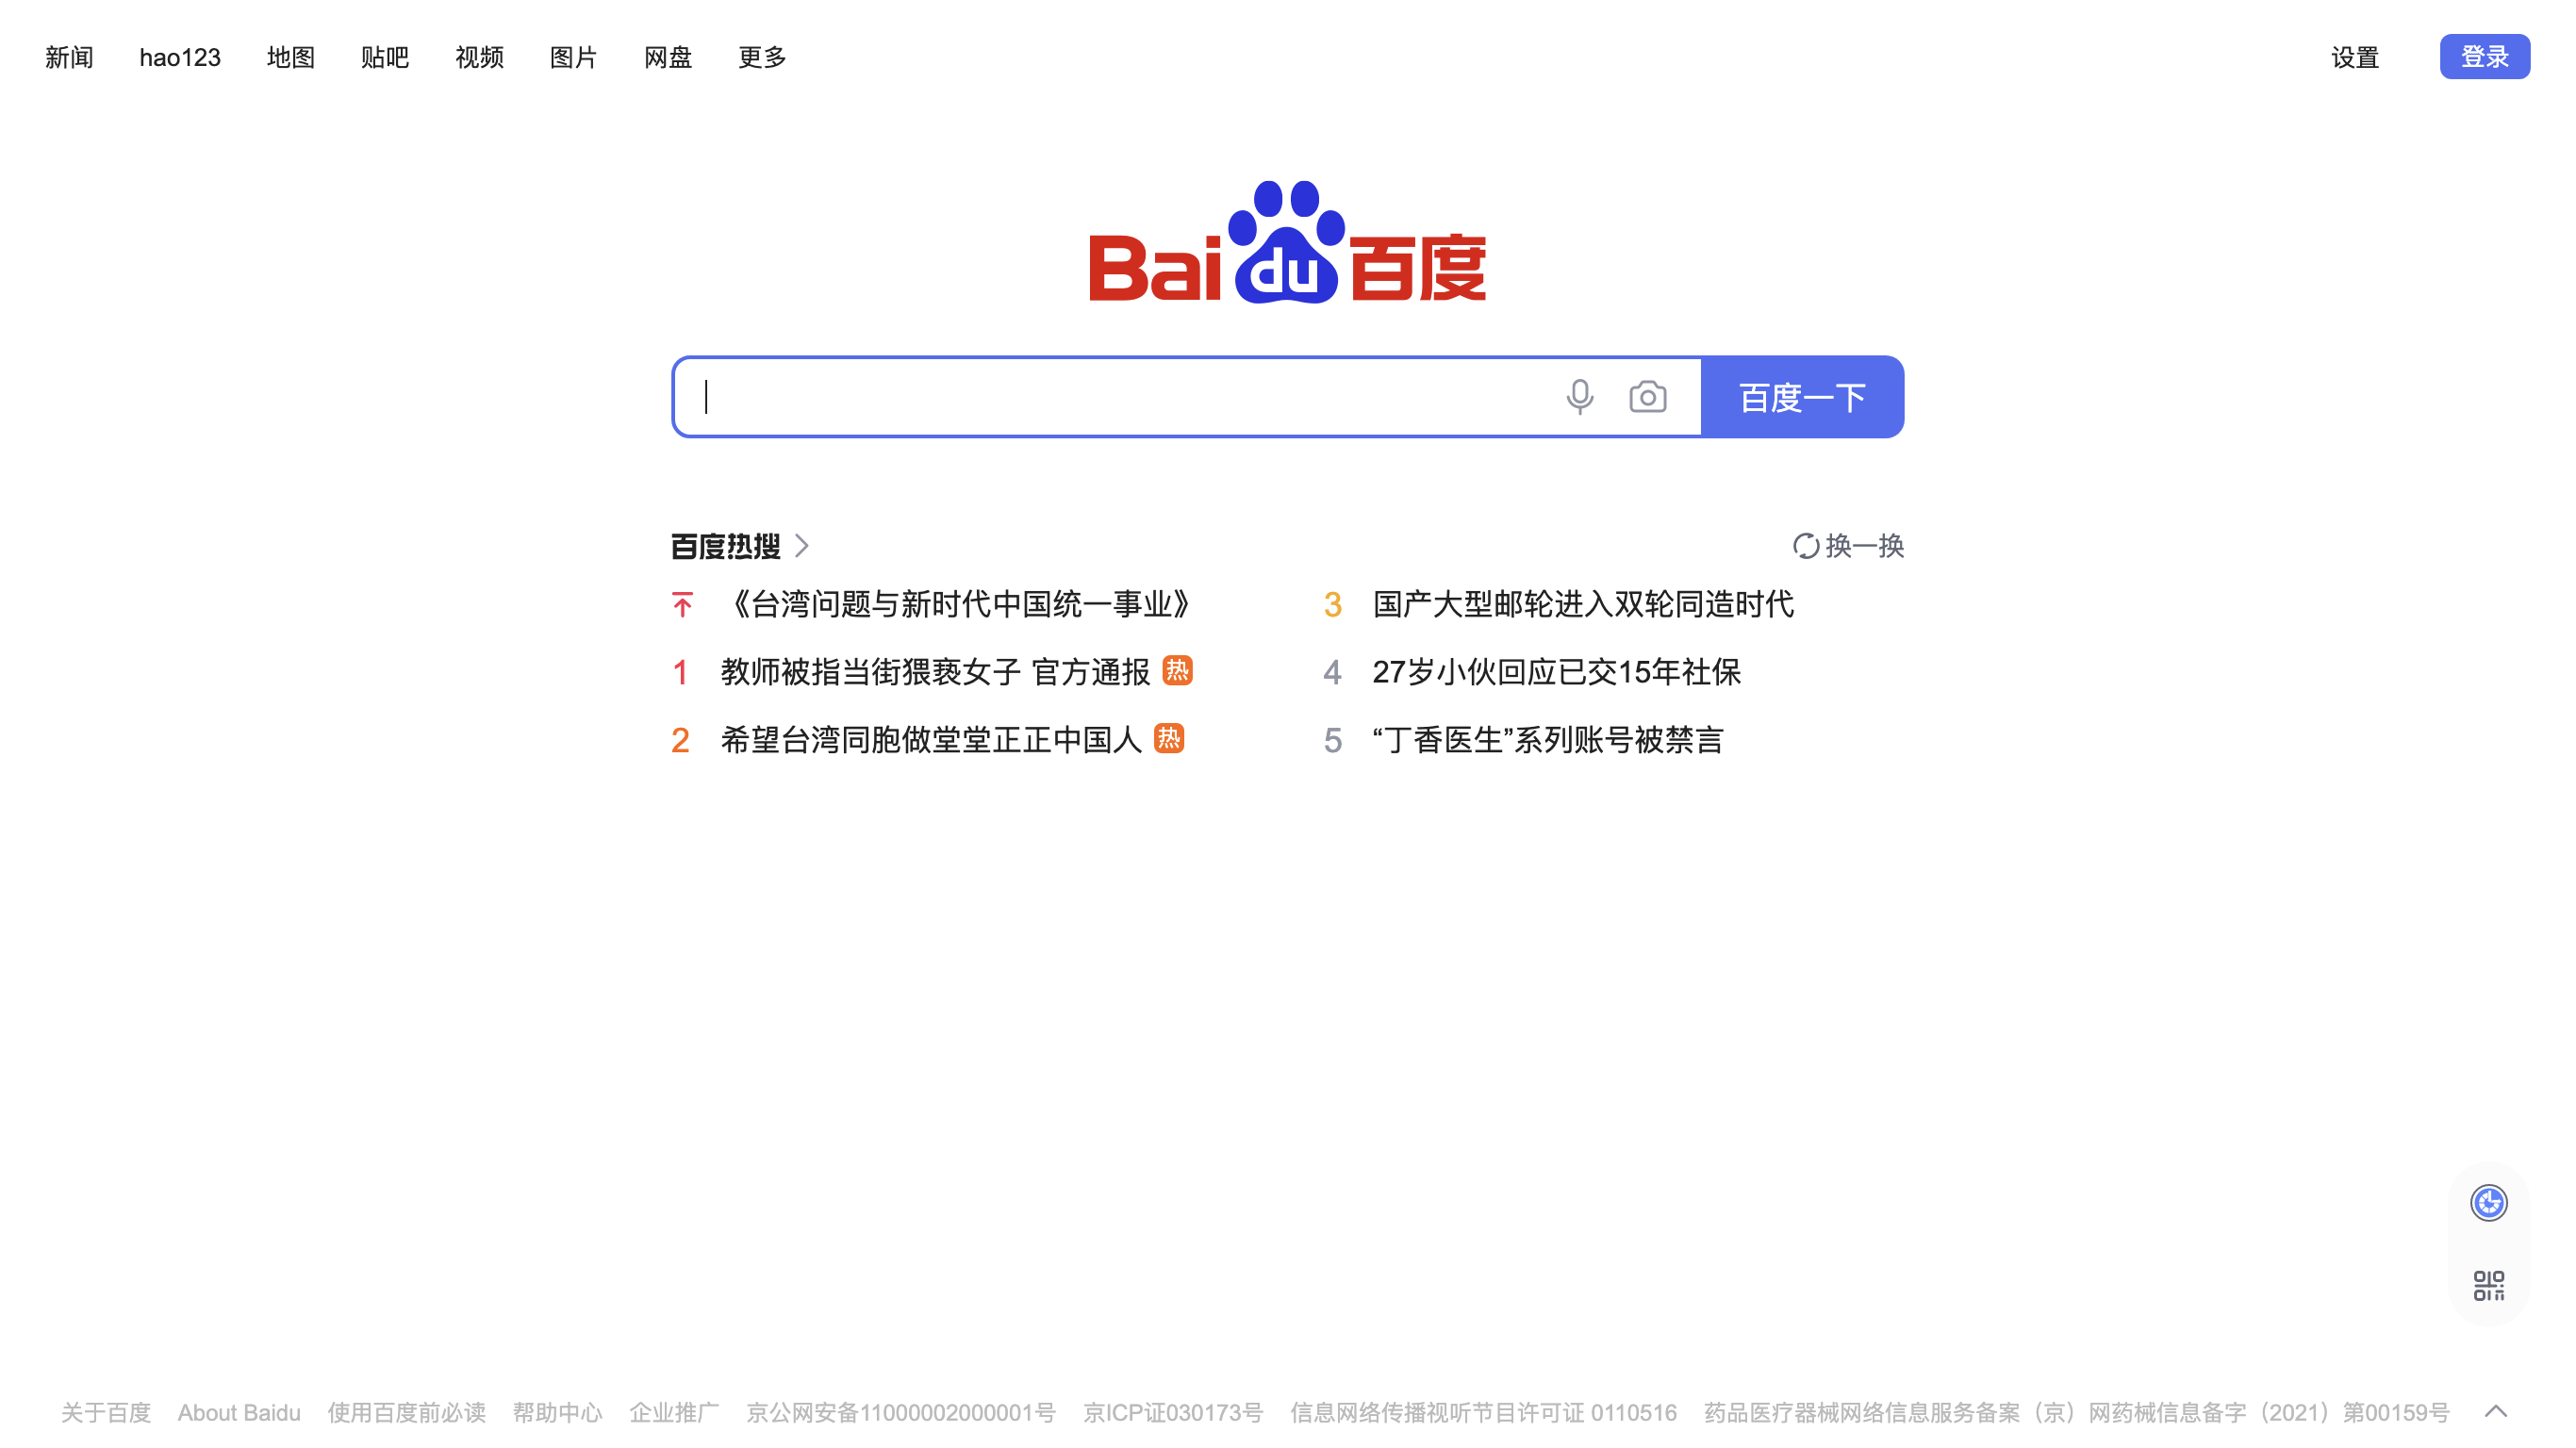 新闻 hao123 地图 贴吧 视频 图片 网盘 更多 设置 登录
Bai du 百度
百度一下
百度热搜 换一换
《台湾问题与新时代中国统一事业》
1 教师被指当街猥亵女子 官方通报 热
2 希望台湾同胞做堂堂正正中国人 热
3 国产大型邮轮进入双轮同造时代
4 27岁小伙回应已交15年社保
5 “丁香医生”系列账号被禁言
关于百度 About Baidu 使用百度前必读 帮助中心 企业推广 京公网安备11000002000001号 京ICP证030173号 信息网络传播视听节目许可证 0110516 药品医疗器械网络信息服务备案（京）网药械信息备字（2021）第00159号